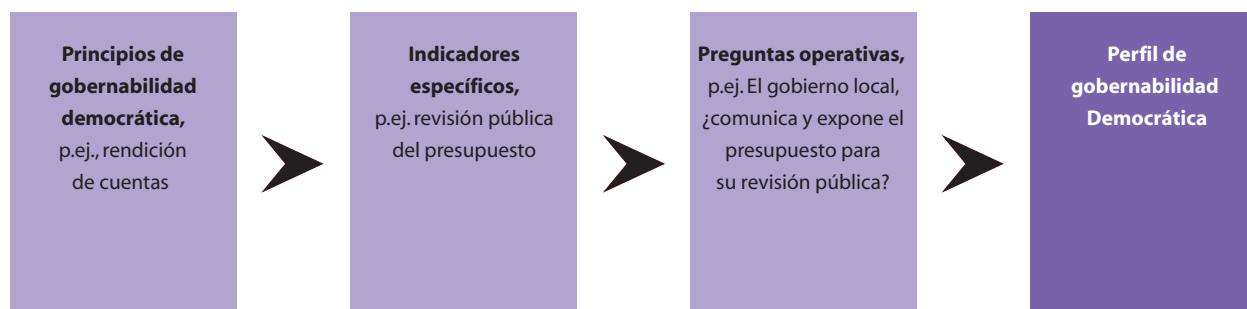 Principios de
gobernabilidad
democrática,
p.ej., rendición
de cuentas
Indicadores
específicos,
p.ej. revisión pública
del presupuesto
Preguntas operativas,
p.ej. El gobierno local,
¿comunica y expone el
presupuesto para
su revisión pública?
Perfil de
gobernabilidad
Democrática